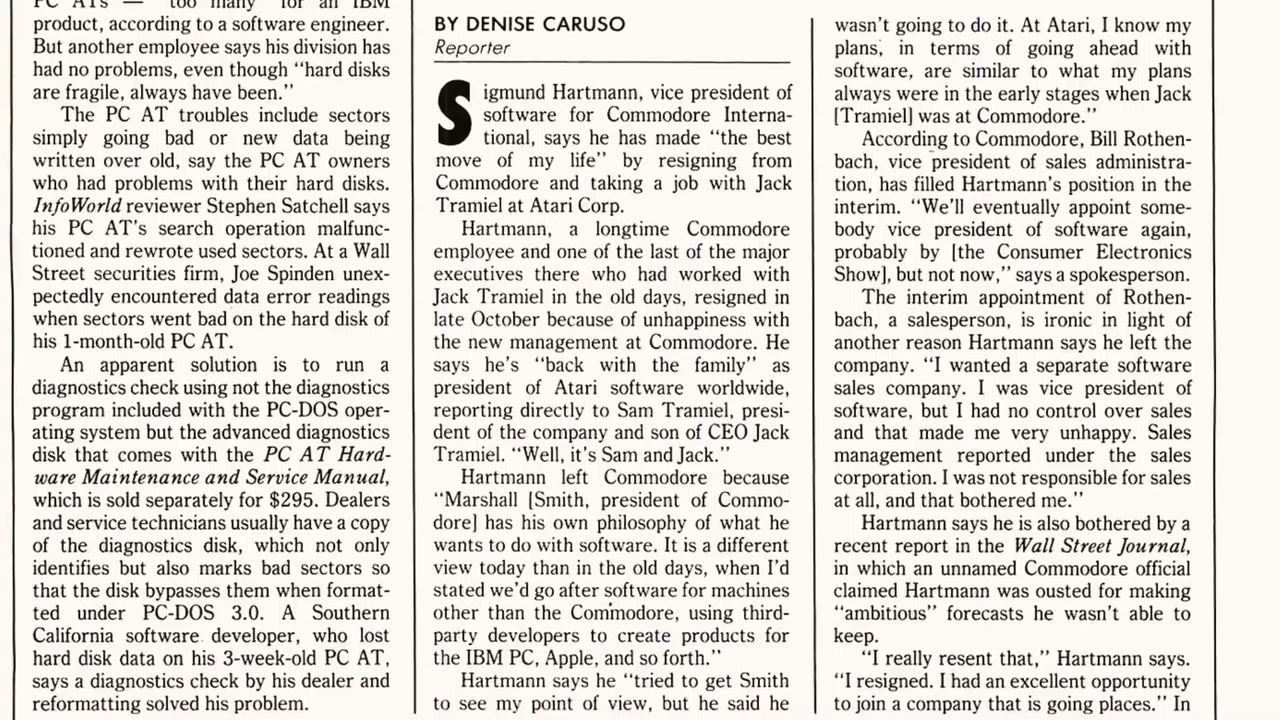 PC ATs — "too many" for an IBM
product, according to a software engineer.
But another employee says his division has
had no problems, even though "hard disks
are fragile, always have been."
The PC AT troubles include sectors
simply going bad or new data being
written over old, say the PC AT owners
who had problems with their hard disks.
InfoWorld reviewer Stephen Satchell says
his PC AT's search operation malfunc-
tioned and rewrote used sectors. At a Wall
Street securities firm, Joe Spinden unex-
pectedly encountered data error readings
when sectors went bad on the hard disk of
his 1-month-old PC AT.
An apparent solution is to run a
diagnostics check using not the diagnostics
program included with the PC-DOS oper-
ating system but the advanced diagnostics
disk that comes with the PC AT Hard-
ware Maintenance and Service Manual,
which is sold separately for $295. Dealers
and service technicians usually have a copy
of the diagnostics disk, which not only
identifies but also marks bad sectors so
that the disk bypasses them when format-
ted under PC-DOS 3.0. A Southern
California software developer, who lost
hard disk data on his 3-week-old PC AT,
says a diagnostics check by his dealer and
reformatting solved his problem.
BY DENISE CARUSO
Reporter
Sigmund Hartmann, vice president of
software for Commodore Interna-
tional, says he has made "the best
move of my life" by resigning from
Commodore and taking a job with Jack
Tramiel at Atari Corp.
Hartmann, a longtime Commodore
employee and one of the last of the major
executives there who had worked with
Jack Tramiel in the old days, resigned in
late October because of unhappiness with
the new management at Commodore. He
says he's "back with the family" as
president of Atari software worldwide,
reporting directly to Sam Tramiel, presi-
dent of the company and son of CEO Jack
Tramiel. "Well, it's Sam and Jack."
Hartmann left Commodore because
"Marshall [Smith, president of Commo-
dore] has his own philosophy of what he
wants to do with software. It is a different
view today than in the old days, when I'd
stated we'd go after software for machines
other than the Commodore, using third-
party developers to create products for
the IBM PC, Apple, and so forth."
Hartmann says he "tried to get Smith
to see my point of view, but he said he
wasn't going to do it. At Atari, I know my
plans, in terms of going ahead with
software, are similar to what my plans
always were in the early stages when Jack
[Tramiel] was at Commodore."
According to Commodore, Bill Rothen-
bach, vice president of sales administra-
tion, has filled Hartmann's position in the
interim. "We'll eventually appoint some-
body vice president of software again,
probably by [the Consumer Electronics
Show], but not now," says a spokesperson.
The interim appointment of Rothen-
bach, a salesperson, is ironic in light of
another reason Hartmann says he left the
company. "I wanted a separate software
sales company. I was vice president of
software, but I had no control over sales
and that made me very unhappy. Sales
management reported under the sales
corporation. I was not responsible for sales
at all, and that bothered me."
Hartmann says he is also bothered by a
recent report in the Wall Street Journal,
in which an unnamed Commodore official
claimed Hartmann was ousted for making
"ambitious" forecasts he wasn't able to
keep.
"I really resent that," Hartmann says.
"I resigned. I had an excellent opportunity
to join a company that is going places." In